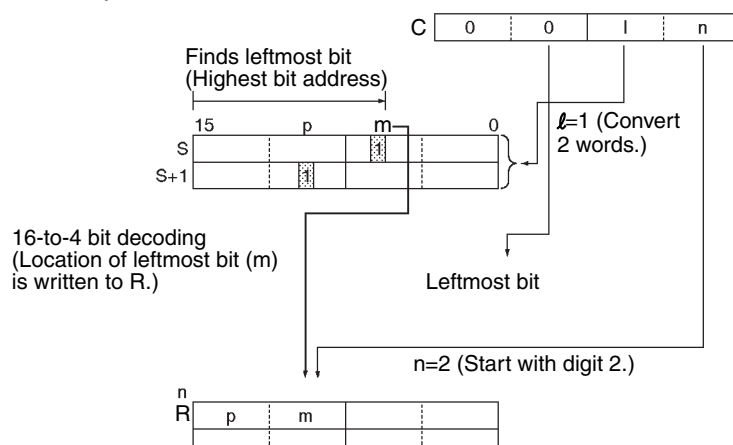 C 0 0 l n
Finds leftmost bit
(Highest bit address)
15 p m 0
S 1
S+1 1
ℓ=1 (Convert
2 words.)
16-to-4 bit decoding
(Location of leftmost bit (m)
is written to R.)
Leftmost bit
n=2 (Start with digit 2.)
n
R p m